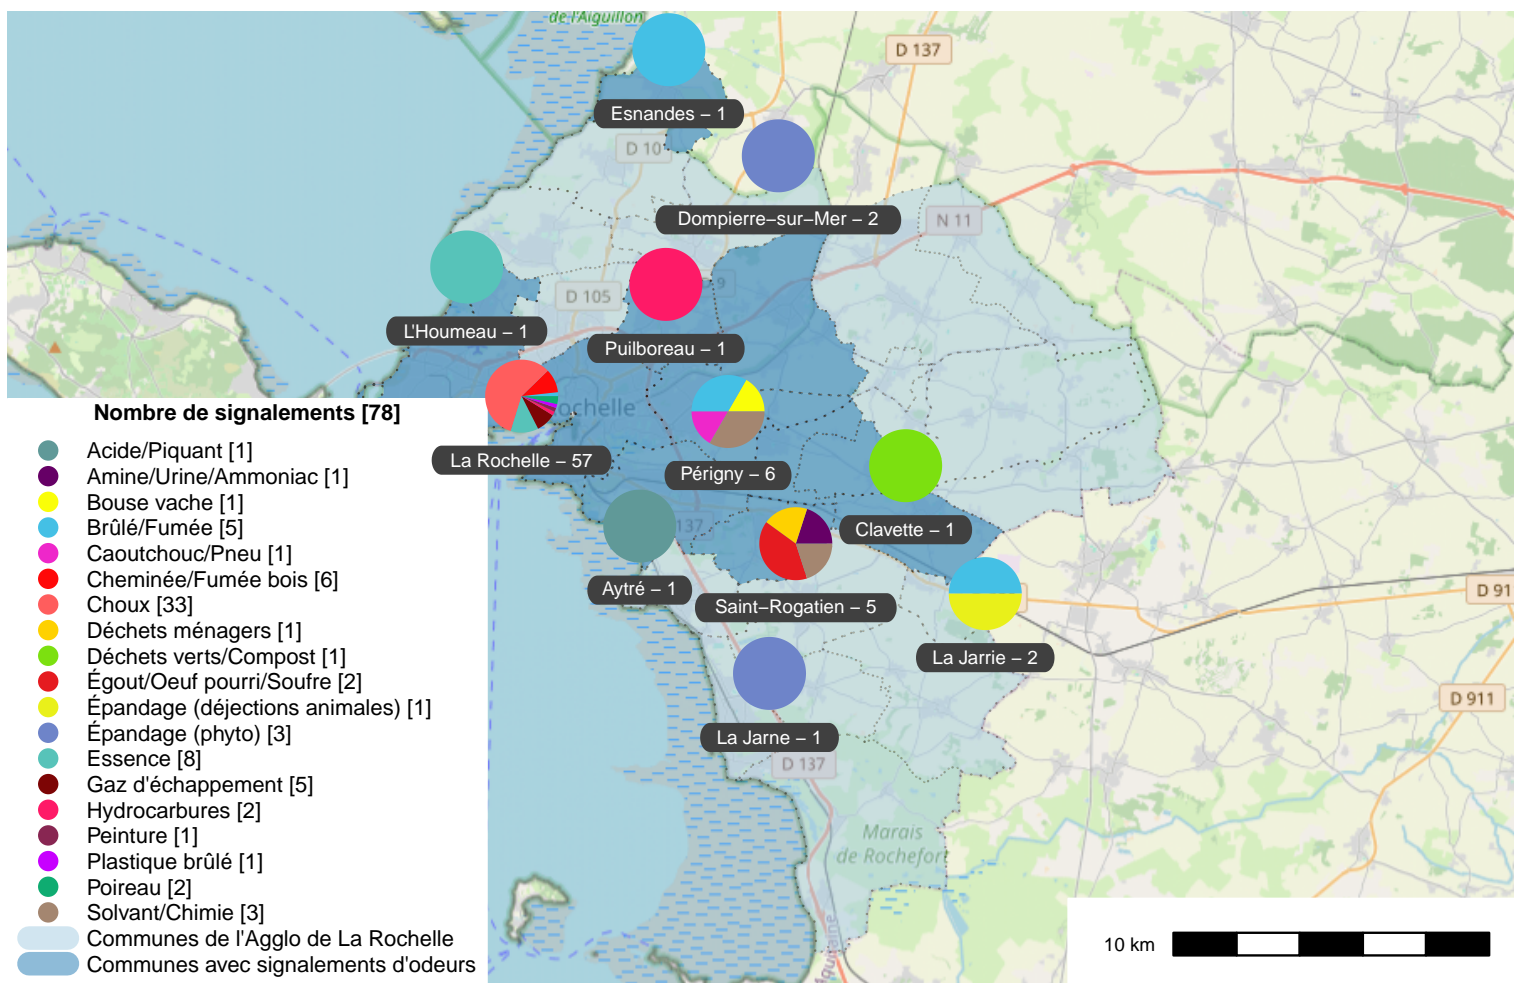 de l'Aiguillon
D 137
Esnandes – 1
D 10
Dompierre–sur–Mer – 2
N 11
D 105
9
L'Houmeau – 1
Puilboreau – 1
ochelle
Nombre de signalements [78]
La Rochelle – 57
Périgny – 6
Clavette – 1
137
Aytré – 1
Saint–Rogatien – 5
D 91
La Jarrie – 2
D 911
La Jarne – 1
D 137
Marais
de Rochefort
Aquitaine
Acide/Piquant [1]
Amine/Urine/Ammoniac [1]
Bouse vache [1]
Brûlé/Fumée [5]
Caoutchouc/Pneu [1]
Cheminée/Fumée bois [6]
Choux [33]
Déchets ménagers [1]
Déchets verts/Compost [1]
Égout/Oeuf pourri/Soufre [2]
Épandage (déjections animales) [1]
Épandage (phyto) [3]
Essence [8]
Gaz d'échappement [5]
Hydrocarbures [2]
Peinture [1]
Plastique brûlé [1]
Poireau [2]
Solvant/Chimie [3]
Communes de l'Agglo de La Rochelle
Communes avec signalements d'odeurs
10 km